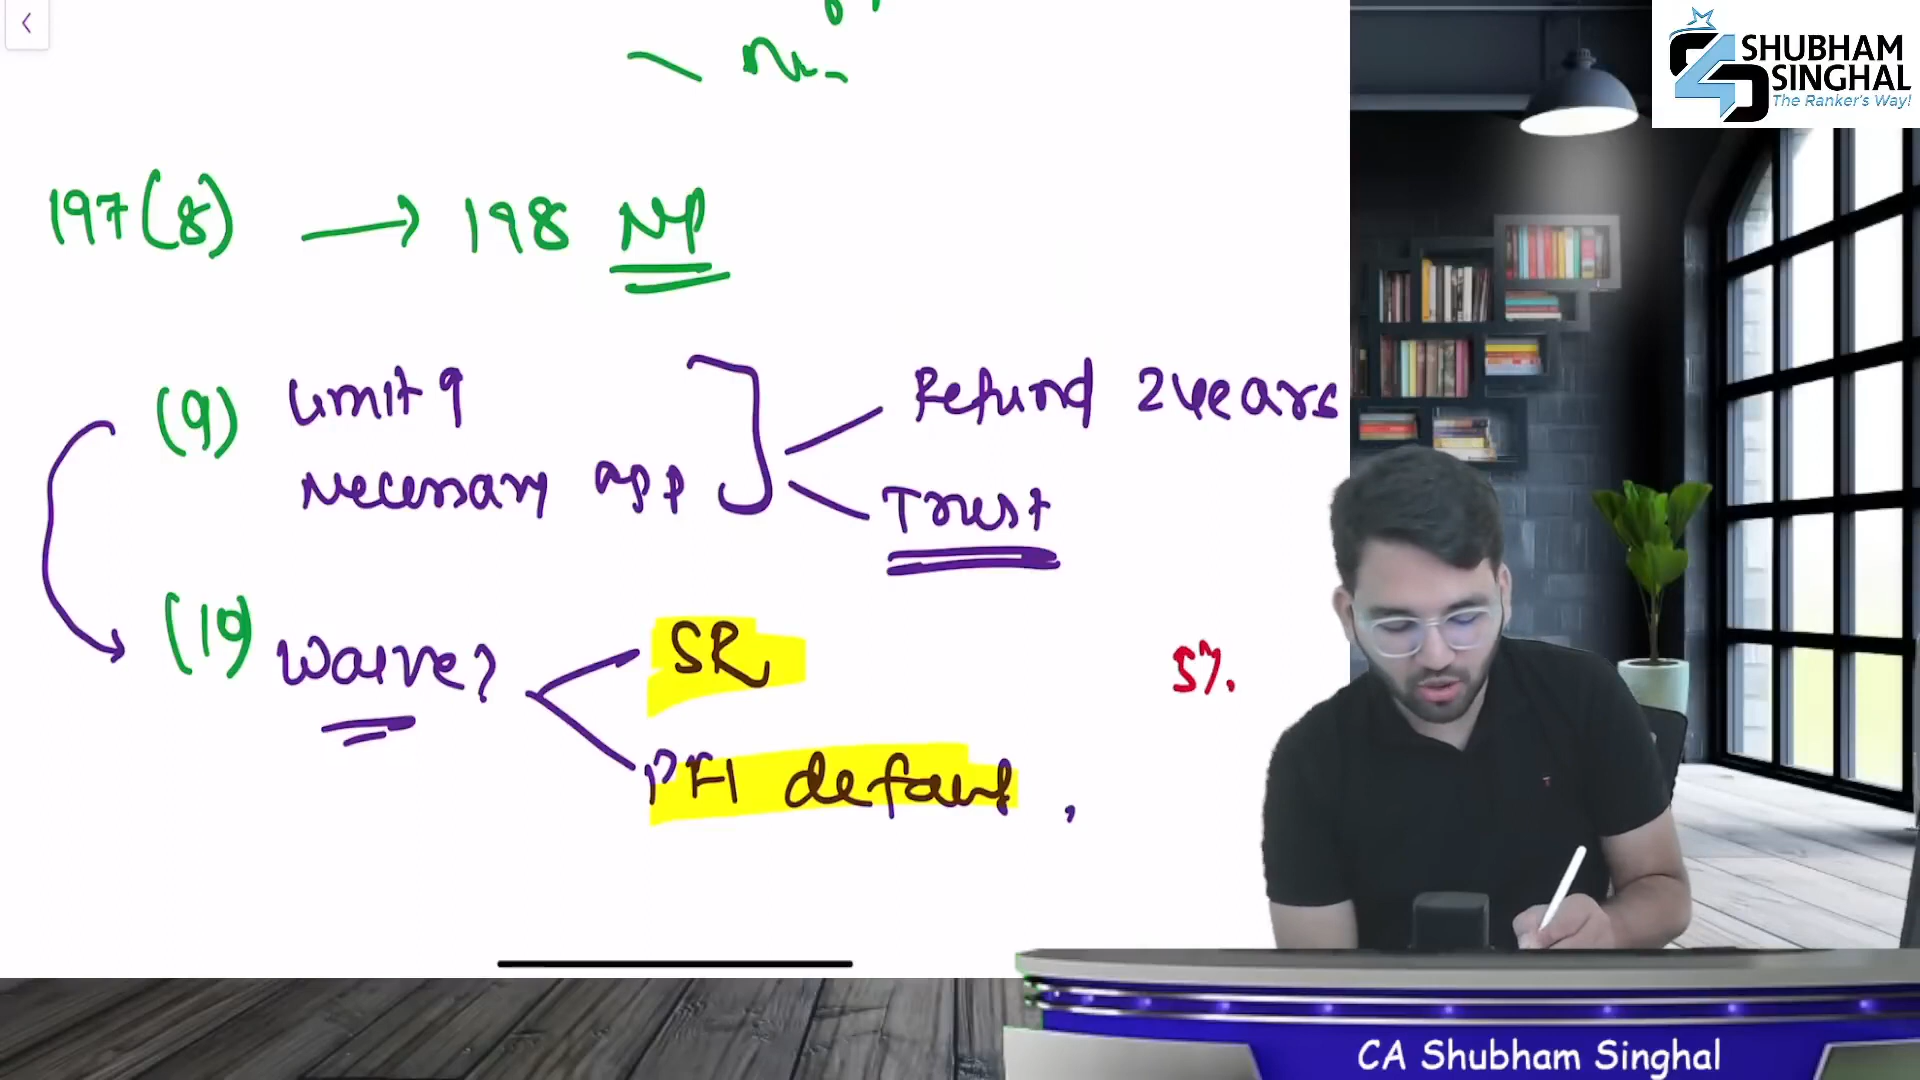 197(8) → 198 NP
(9) Limit ↑
Necessary app
Refund 2 years
Trust
(10) Waive?
SR
PFI default,
5%.
SHUBHAM
SINGHAL
The Ranker's Way!
CA Shubham Singhal